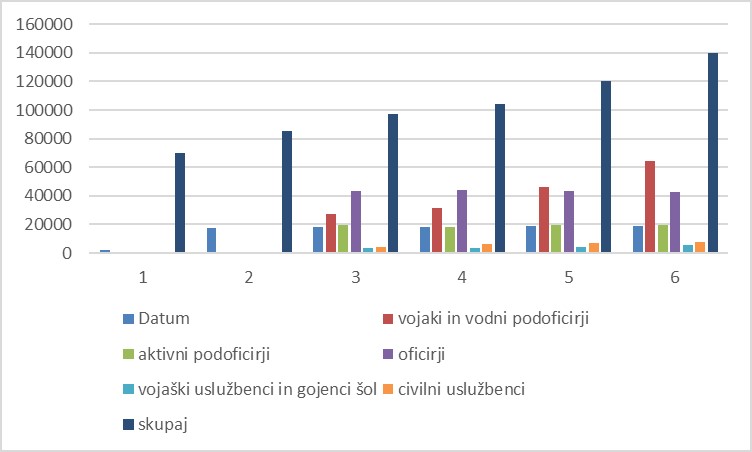 160000
140000
120000
100000
80000
60000
40000
20000
0
1 2 3 4 5 6
Datum vojaki in vodni podoficirji
aktivni podoficirji oficirji
vojaški uslužbenci in gojenci šol civilni uslužbenci
skupaj